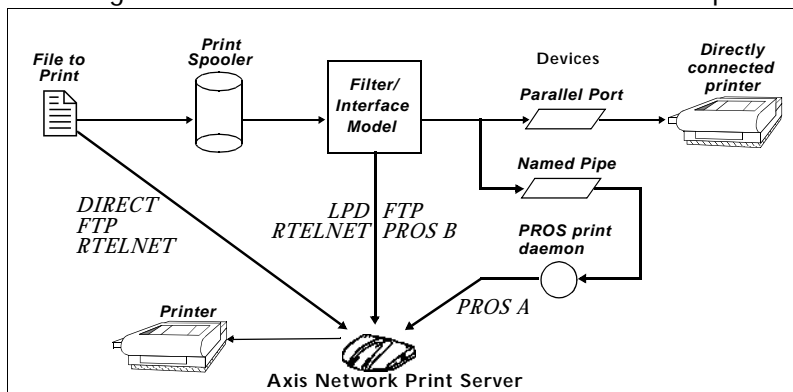 File to
Print
Print
Spooler
Filter/
Interface
Model
Devices
Parallel Port
Directly
connected
printer
Named Pipe
DIRECT
FTP
RTELNET
LPD FTP
RTELNET PROS B
PROS print
daemon
PROS A
Printer
Axis Network Print Server